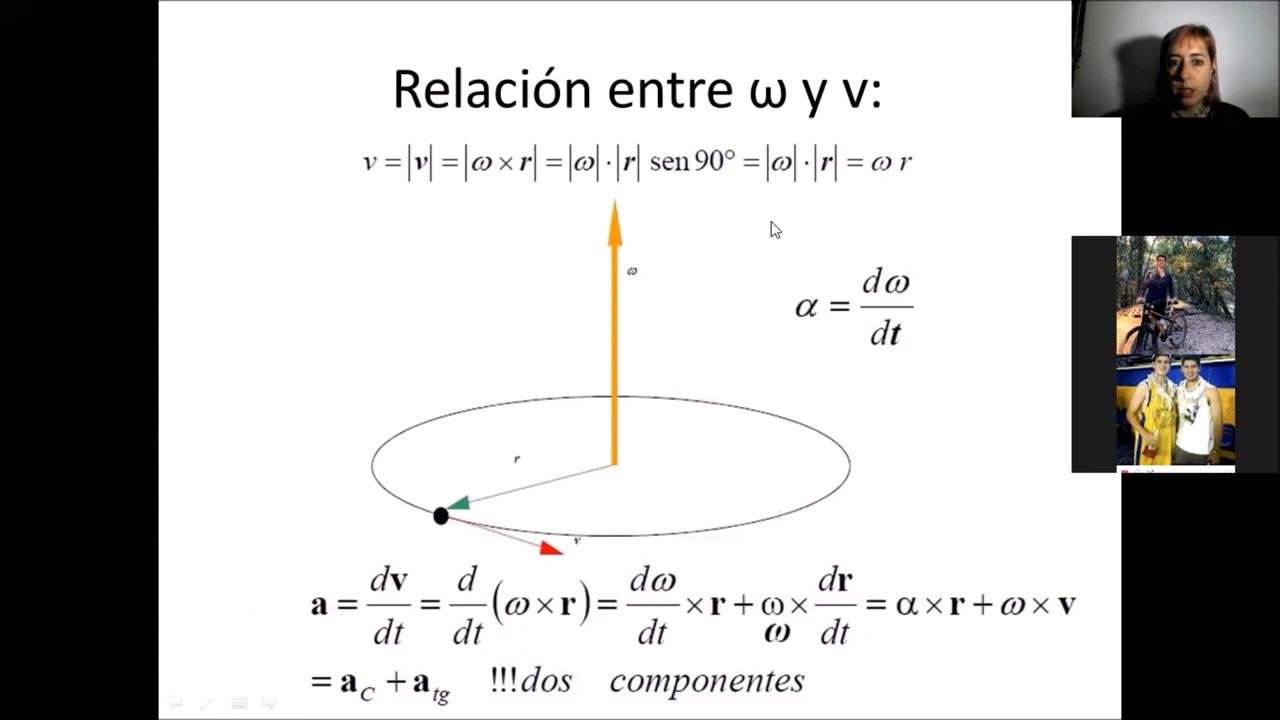 Relación entre ω y v:
v = |v| = |ω × r| = |ω| · |r| sen 90° = |ω| · |r| = ω r
ω
α = dω/dt
r
v
a = dv/dt = d/dt (ω × r) = dω/dt × r + ω × dr/dt = α × r + ω × v
ω
= a_C + a_tg !!!dos componentes